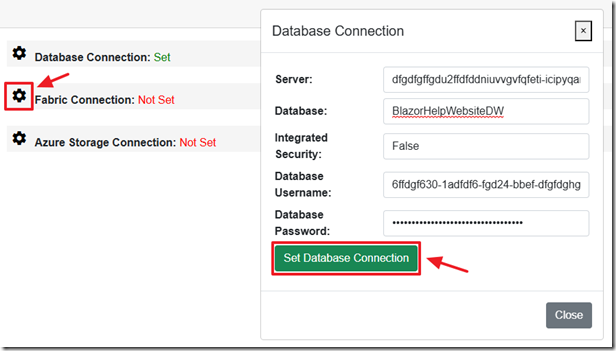 Database Connection: Set
Fabric Connection: Not Set
Azure Storage Connection: Not Set
Database Connection
×
Server:
dfgdfgffgdu2ffdfddniuvvgvfqfeti-icipyqa
Database:
BlazorHelpWebsiteDW
Integrated
Security:
False
Database
Username:
6ffdgf630-1adfdf6-fgd24-bbef-dfgfdghg
Database
Password:
Set Database Connection
Close